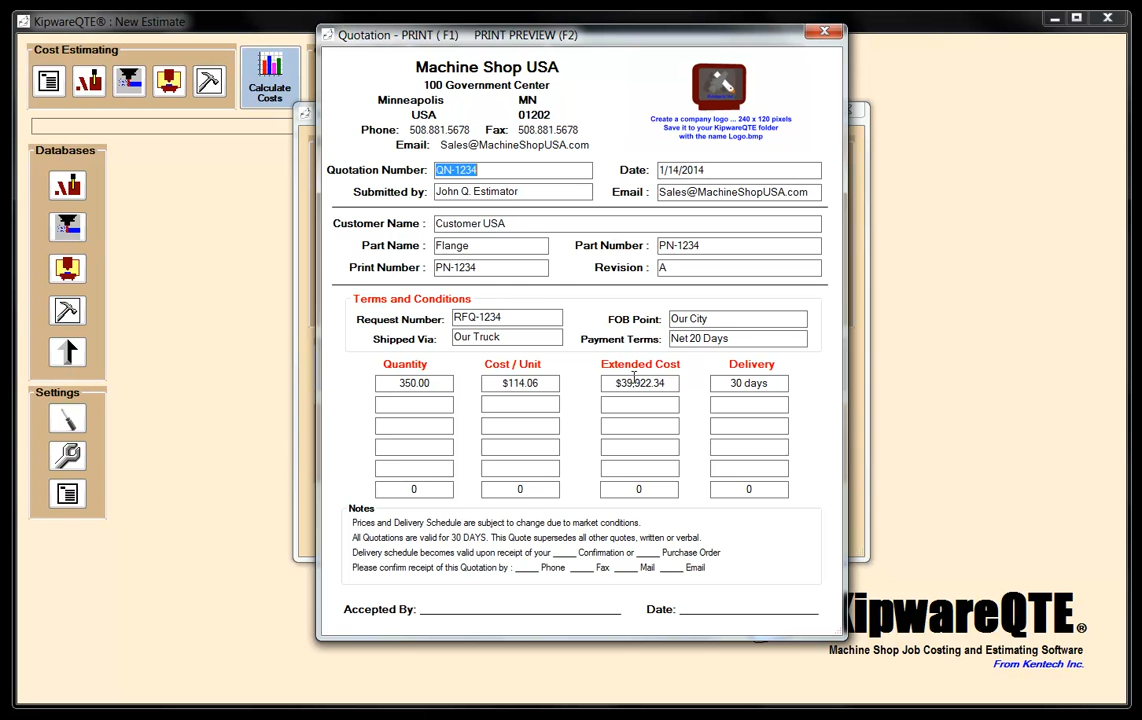 KipwareQTE® : New Estimate
Cost Estimating
Calculate
Costs
Databases
Settings
Quotation - PRINT ( F1) PRINT PREVIEW (F2)
Machine Shop USA
100 Government Center
Minneapolis MN
USA 01202
Phone: 508.881.5678 Fax: 508.881.5678
Email: Sales@MachineShopUSA.com
Create a company logo ... 240 x 120 pixels
Save it to your KipwareQTE folder
with the name Logo.bmp
Quotation Number: QN-1234 Date: 1/14/2014
Submitted by: John Q. Estimator Email : Sales@MachineShopUSA.com
Customer Name : Customer USA
Part Name : Flange Part Number : PN-1234
Print Number : PN-1234 Revision : A
Terms and Conditions
Request Number: RFQ-1234 FOB Point: Our City
Shipped Via: Our Truck Payment Terms: Net 20 Days
Quantity Cost / Unit Extended Cost Delivery
350.00 $114.06 $39,922.34 30 days
0 0 0 0
Notes
Prices and Delivery Schedule are subject to change due to market conditions.
All Quotations are valid for 30 DAYS. This Quote supersedes all other quotes, written or verbal.
Delivery schedule becomes valid upon receipt of your _____ Confirmation or _____ Purchase Order
Please confirm receipt of this Quotation by : _____ Phone _____ Fax _____ Mail _____ Email
Accepted By: ______________________________ Date: ____________________
KipwareQTE®
Machine Shop Job Costing and Estimating Software
From Kentech Inc.